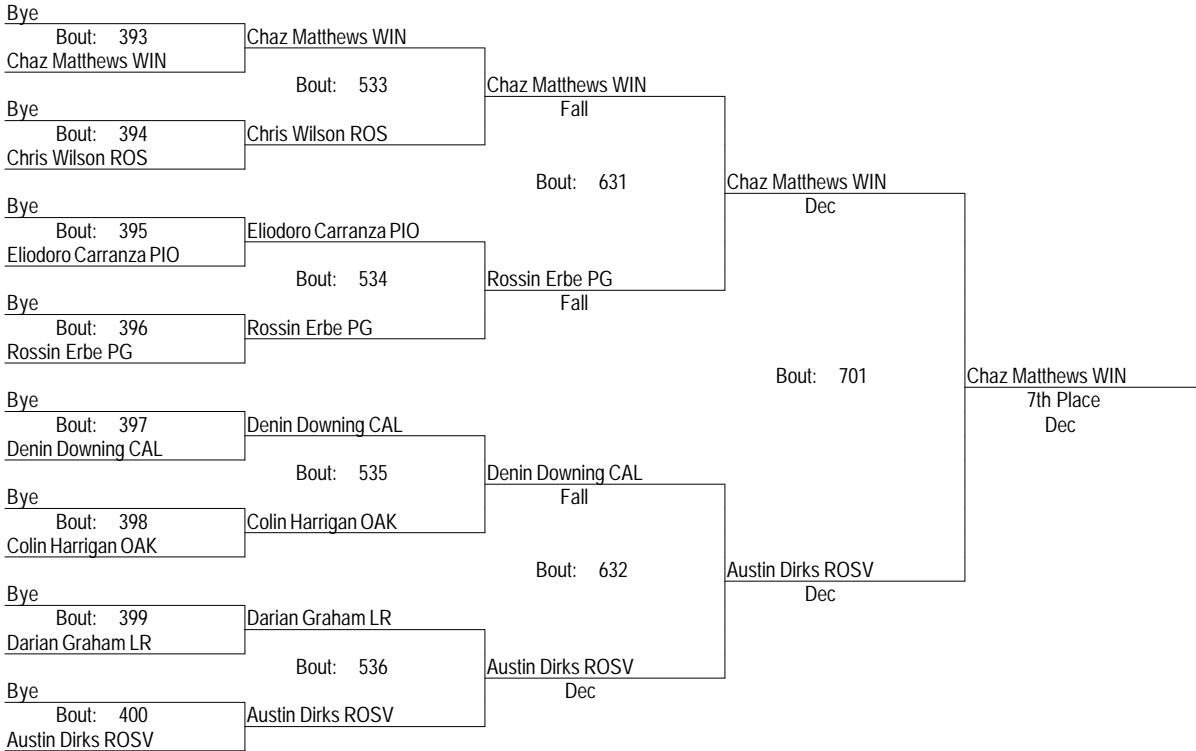 Bye
Bout: 393
Chaz Matthews WIN
Chaz Matthews WIN
Bout: 533
Chaz Matthews WIN
Fall
Bye
Bout: 394
Chris Wilson ROS
Chris Wilson ROS
Bout: 631
Chaz Matthews WIN
Dec
Bye
Bout: 395
Eliodoro Carranza PIO
Eliodoro Carranza PIO
Bout: 534
Rossin Erbe PG
Fall
Bye
Bout: 396
Rossin Erbe PG
Rossin Erbe PG
Bout: 701
Chaz Matthews WIN
7th Place
Dec
Bye
Bout: 397
Denin Downing CAL
Denin Downing CAL
Bout: 535
Denin Downing CAL
Fall
Bye
Bout: 398
Colin Harrigan OAK
Colin Harrigan OAK
Bout: 632
Austin Dirks ROSV
Dec
Bye
Bout: 399
Darian Graham LR
Darian Graham LR
Bout: 536
Austin Dirks ROSV
Dec
Bye
Bout: 400
Austin Dirks ROSV
Austin Dirks ROSV